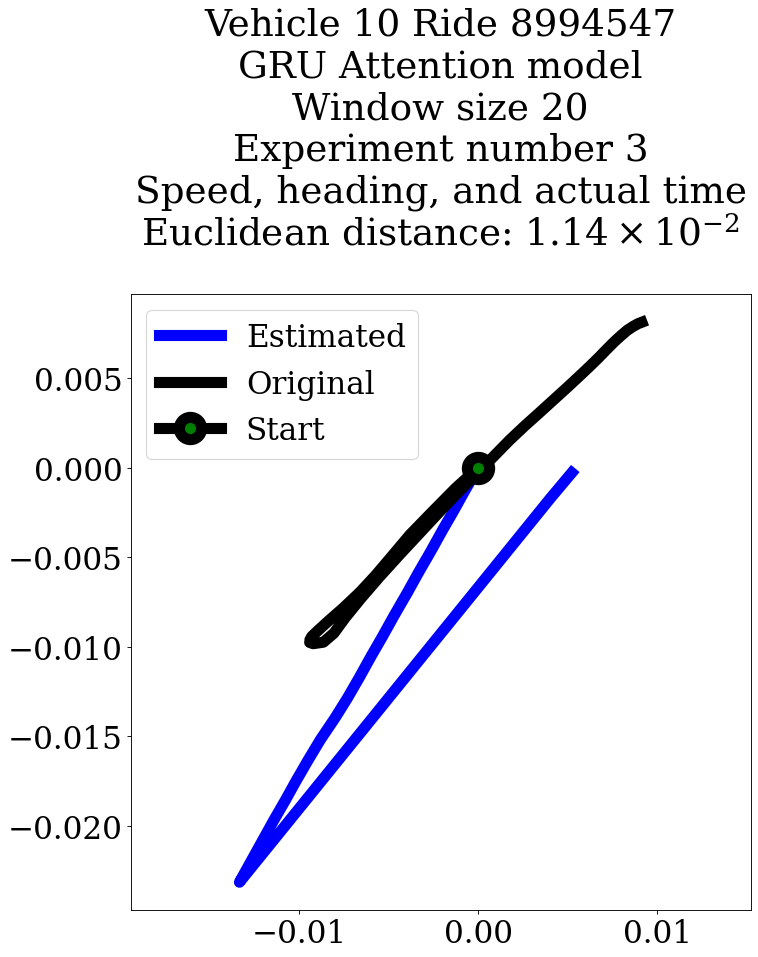 Vehicle 10 Ride 8994547
GRU Attention model
Window size 20
Experiment number 3
Speed, heading, and actual time
Euclidean distance: 1.14 × 10⁻²
Estimated
Original
Start
0.005
0.000
−0.005
−0.010
−0.015
−0.020
−0.01
0.00
0.01